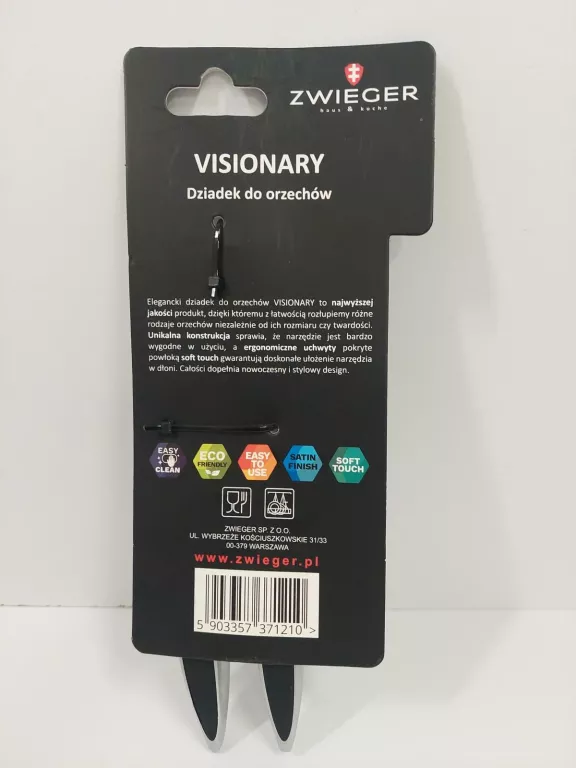 ZWIEGER
haus & koche
VISIONARY
Dziadek do orzechów
Elegancki dziadek do orzechów VISIONARY to najwyższej
jakości produkt, dzięki któremu z łatwością rozłupiemy różne
rodzaje orzechów niezależnie od ich rozmiaru czy twardości.
Unikalna konstrukcja sprawia, że narzędzie jest bardzo
wygodne w użyciu, a ergonomiczne uchwyty pokryte
powłoką soft touch gwarantują doskonałe ułożenie narzędzia
w dłoni. Całości dopełnia nowoczesny i stylowy design.
EASY
CLEAN
ECO
FRIENDLY
EASY
TO
USE
SATIN
FINISH
SOFT
TOUCH
ZWIEGER SP. Z O.O.
UL. WYBRZEŻE KOŚCIUSZKOWSKIE 31/33
00-379 WARSZAWA
www.zwieger.pl
5 903357 371210 >